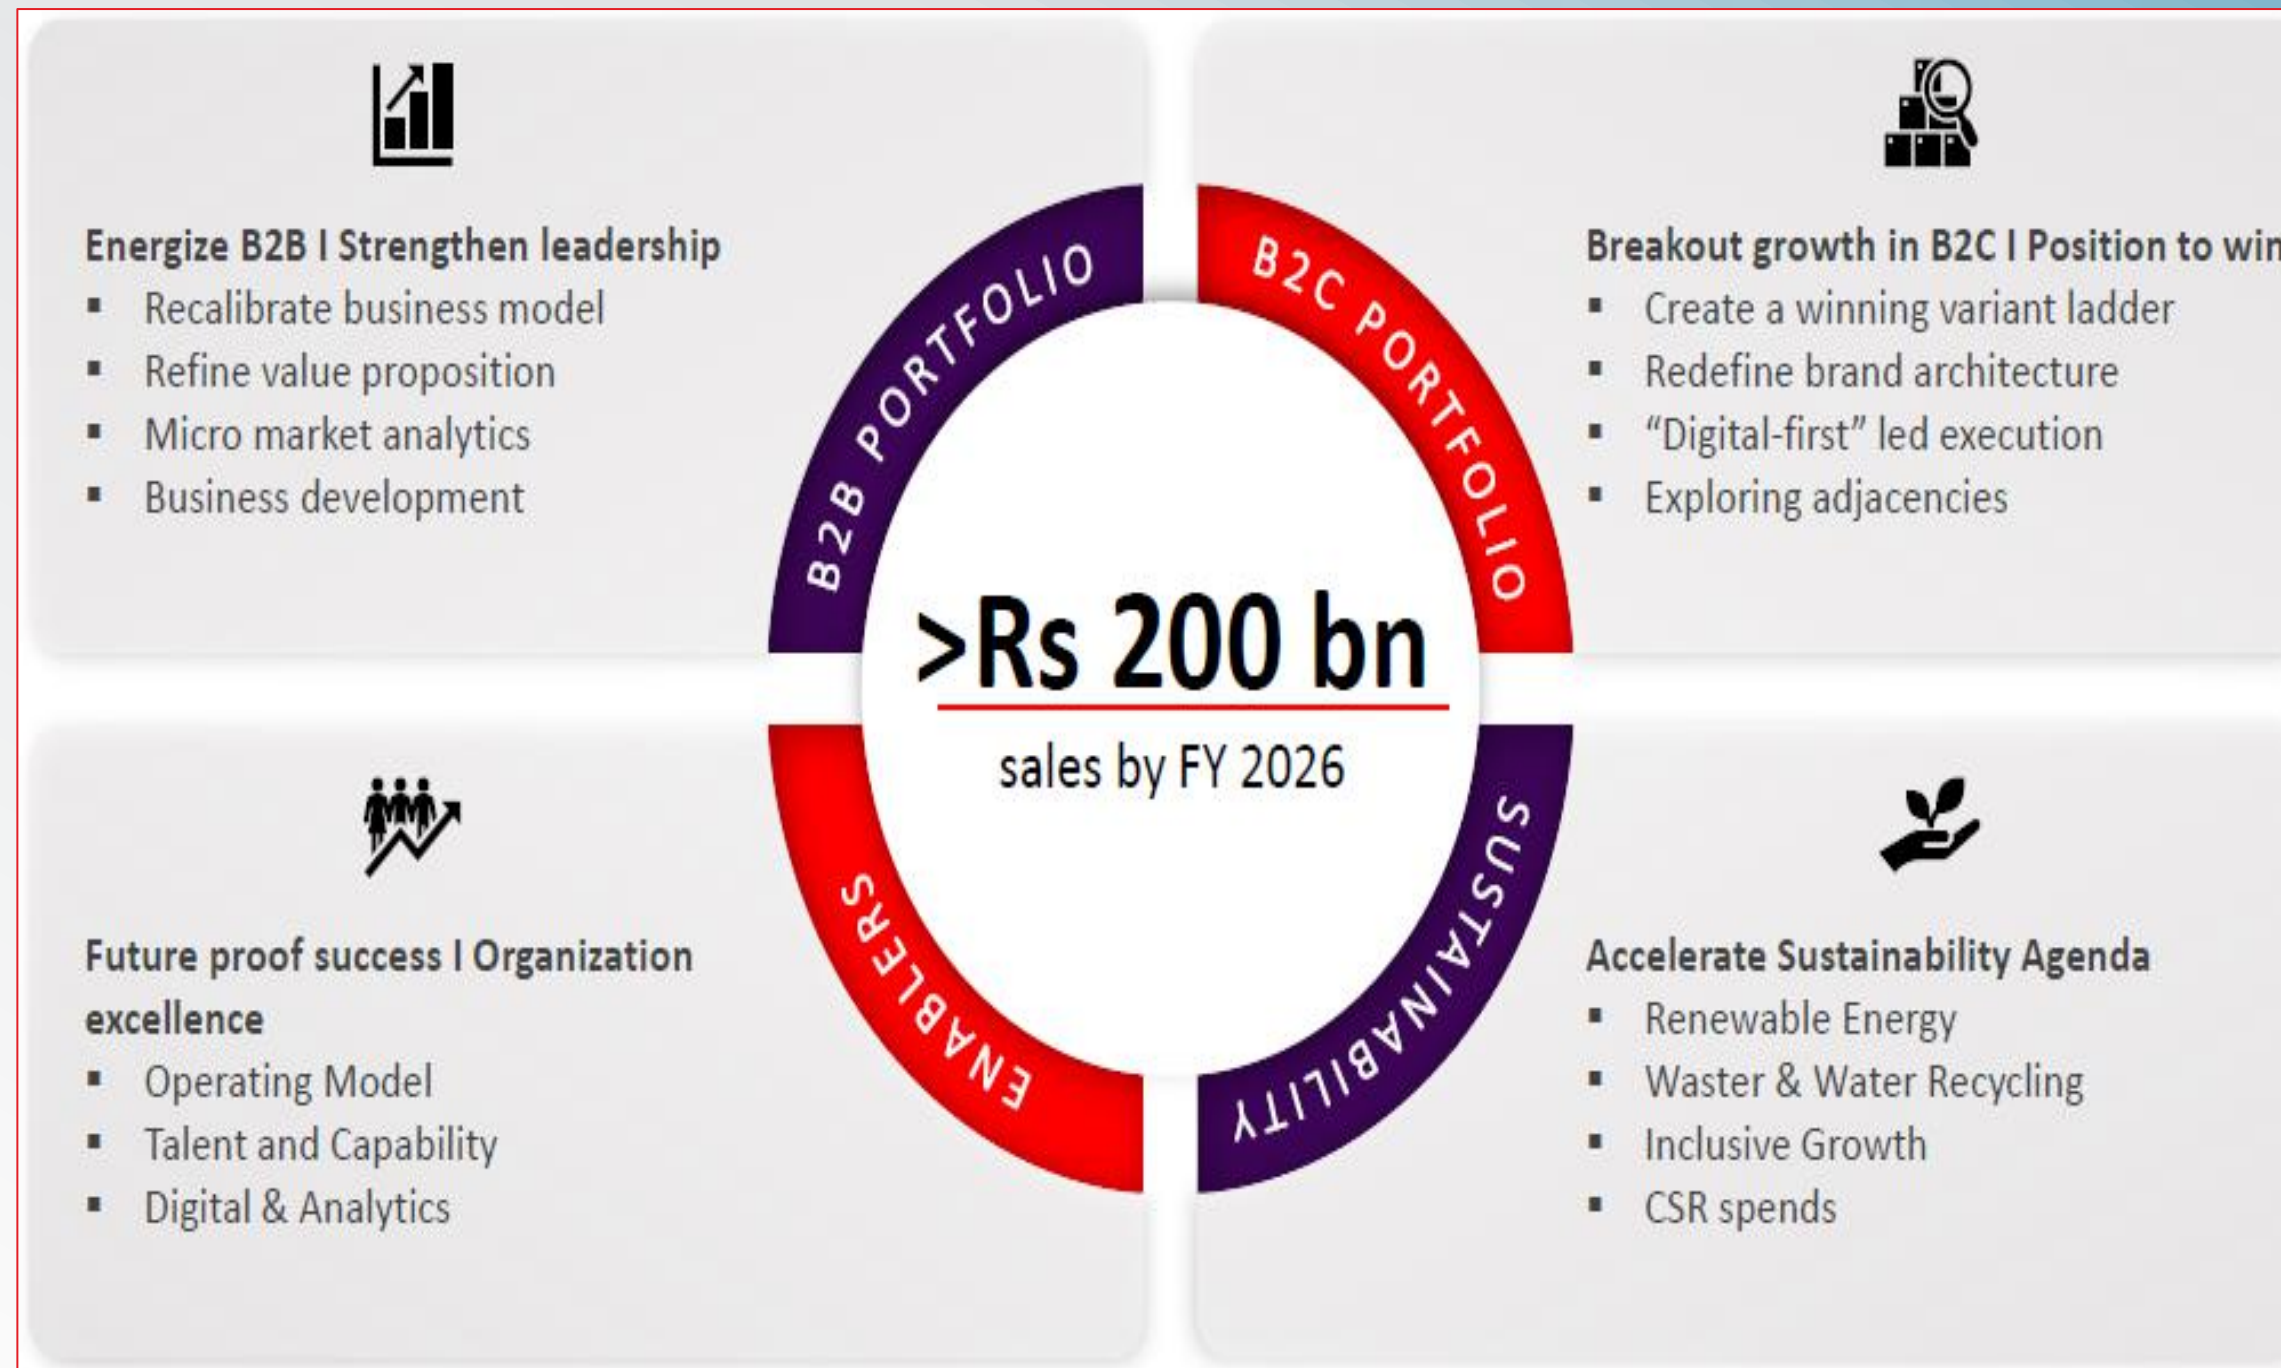 Energize B2B I Strengthen leadership
▪ Recalibrate business model
▪ Refine value proposition
▪ Micro market analytics
▪ Business development
Breakout growth in B2C I Position to win
▪ Create a winning variant ladder
▪ Redefine brand architecture
▪ “Digital-first” led execution
▪ Exploring adjacencies
B2B PORTFOLIO
B2C PORTFOLIO
>Rs 200 bn
sales by FY 2026
ENABLERS
SUSTAINABILITY
Future proof success I Organization
excellence
▪ Operating Model
▪ Talent and Capability
▪ Digital & Analytics
Accelerate Sustainability Agenda
▪ Renewable Energy
▪ Waster & Water Recycling
▪ Inclusive Growth
▪ CSR spends